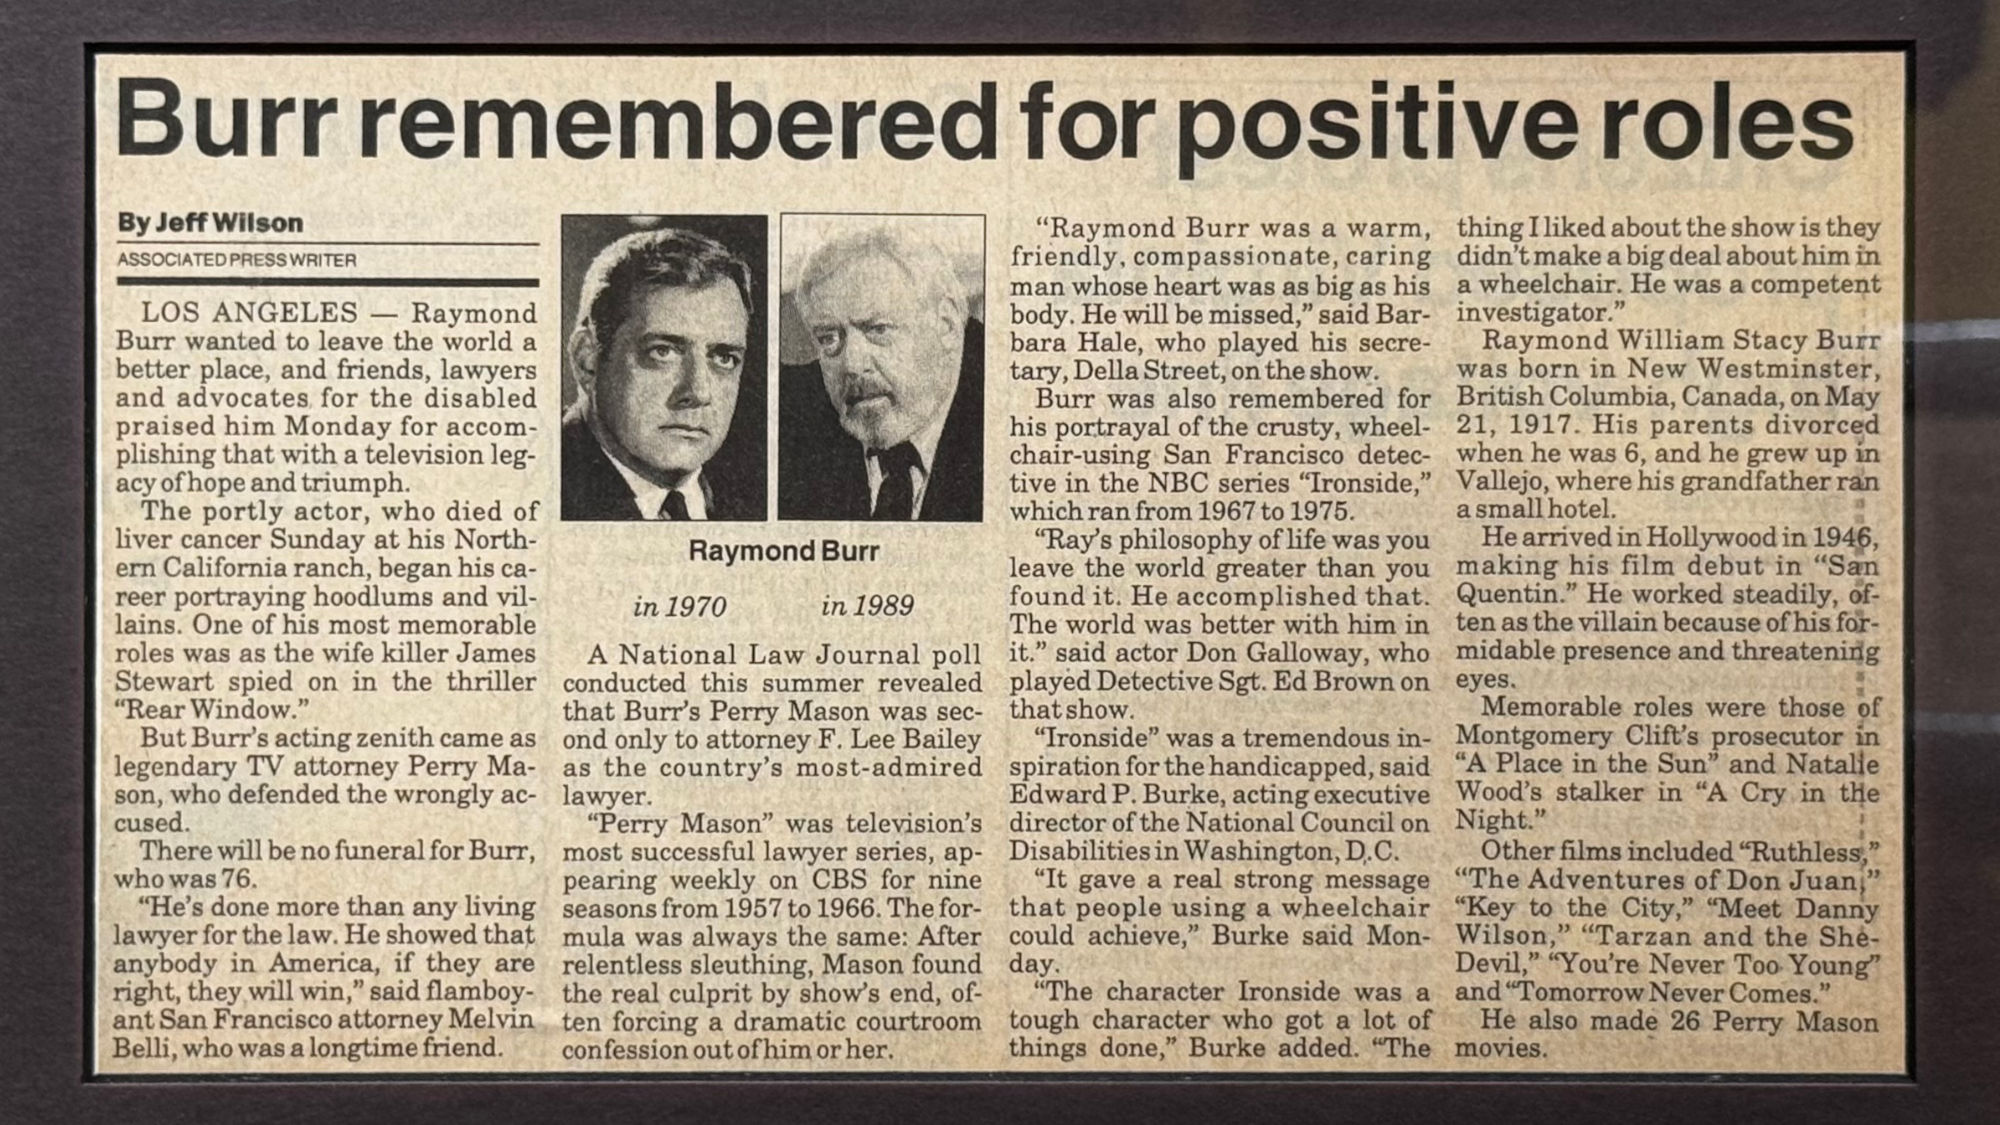 Burr remembered for positive roles
By Jeff Wilson
ASSOCIATED PRESS WRITER
LOS ANGELES — Raymond
Burr wanted to leave the world a
better place, and friends, lawyers
and advocates for the disabled
praised him Monday for accom-
plishing that with a television leg-
acy of hope and triumph.
The portly actor, who died of
liver cancer Sunday at his North-
ern California ranch, began his ca-
reer portraying hoodlums and vil-
lains. One of his most memorable
roles was as the wife killer James
Stewart spied on in the thriller
“Rear Window.”
But Burr’s acting zenith came as
legendary TV attorney Perry Ma-
son, who defended the wrongly ac-
cused.
There will be no funeral for Burr,
who was 76.
“He’s done more than any living
lawyer for the law. He showed that
anybody in America, if they are
right, they will win,” said flamboy-
ant San Francisco attorney Melvin
Belli, who was a longtime friend.
Raymond Burr
in 1970 in 1989
A National Law Journal poll
conducted this summer revealed
that Burr’s Perry Mason was sec-
ond only to attorney F. Lee Bailey
as the country’s most-admired
lawyer.
“Perry Mason” was television’s
most successful lawyer series, ap-
pearing weekly on CBS for nine
seasons from 1957 to 1966. The for-
mula was always the same: After
relentless sleuthing, Mason found
the real culprit by show’s end, of-
ten forcing a dramatic courtroom
confession out of him or her.
“Raymond Burr was a warm,
friendly, compassionate, caring
man whose heart was as big as his
body. He will be missed,” said Bar-
bara Hale, who played his secre-
tary, Della Street, on the show.
Burr was also remembered for
his portrayal of the crusty, wheel-
chair-using San Francisco detec-
tive in the NBC series “Ironside,”
which ran from 1967 to 1975.
“Ray’s philosophy of life was you
leave the world greater than you
found it. He accomplished that.
The world was better with him in
it.” said actor Don Galloway, who
played Detective Sgt. Ed Brown on
that show.
“Ironside” was a tremendous in-
spiration for the handicapped, said
Edward P. Burke, acting executive
director of the National Council on
Disabilities in Washington, D.C.
“It gave a real strong message
that people using a wheelchair
could achieve,” Burke said Mon-
day.
“The character Ironside was a
tough character who got a lot of
things done,” Burke added. “The
thing I liked about the show is they
didn’t make a big deal about him in
a wheelchair. He was a competent
investigator.”
Raymond William Stacy Burr
was born in New Westminster,
British Columbia, Canada, on May
21, 1917. His parents divorced
when he was 6, and he grew up in
Vallejo, where his grandfather ran
a small hotel.
He arrived in Hollywood in 1946,
making his film debut in “San
Quentin.” He worked steadily, of-
ten as the villain because of his for-
midable presence and threatening
eyes.
Memorable roles were those of
Montgomery Clift’s prosecutor in
“A Place in the Sun” and Natalie
Wood’s stalker in “A Cry in the
Night.”
Other films included “Ruthless,”
“The Adventures of Don Juan,”
“Key to the City,” “Meet Danny
Wilson,” “Tarzan and the She-
Devil,” “You’re Never Too Young”
and “Tomorrow Never Comes.”
He also made 26 Perry Mason
movies.